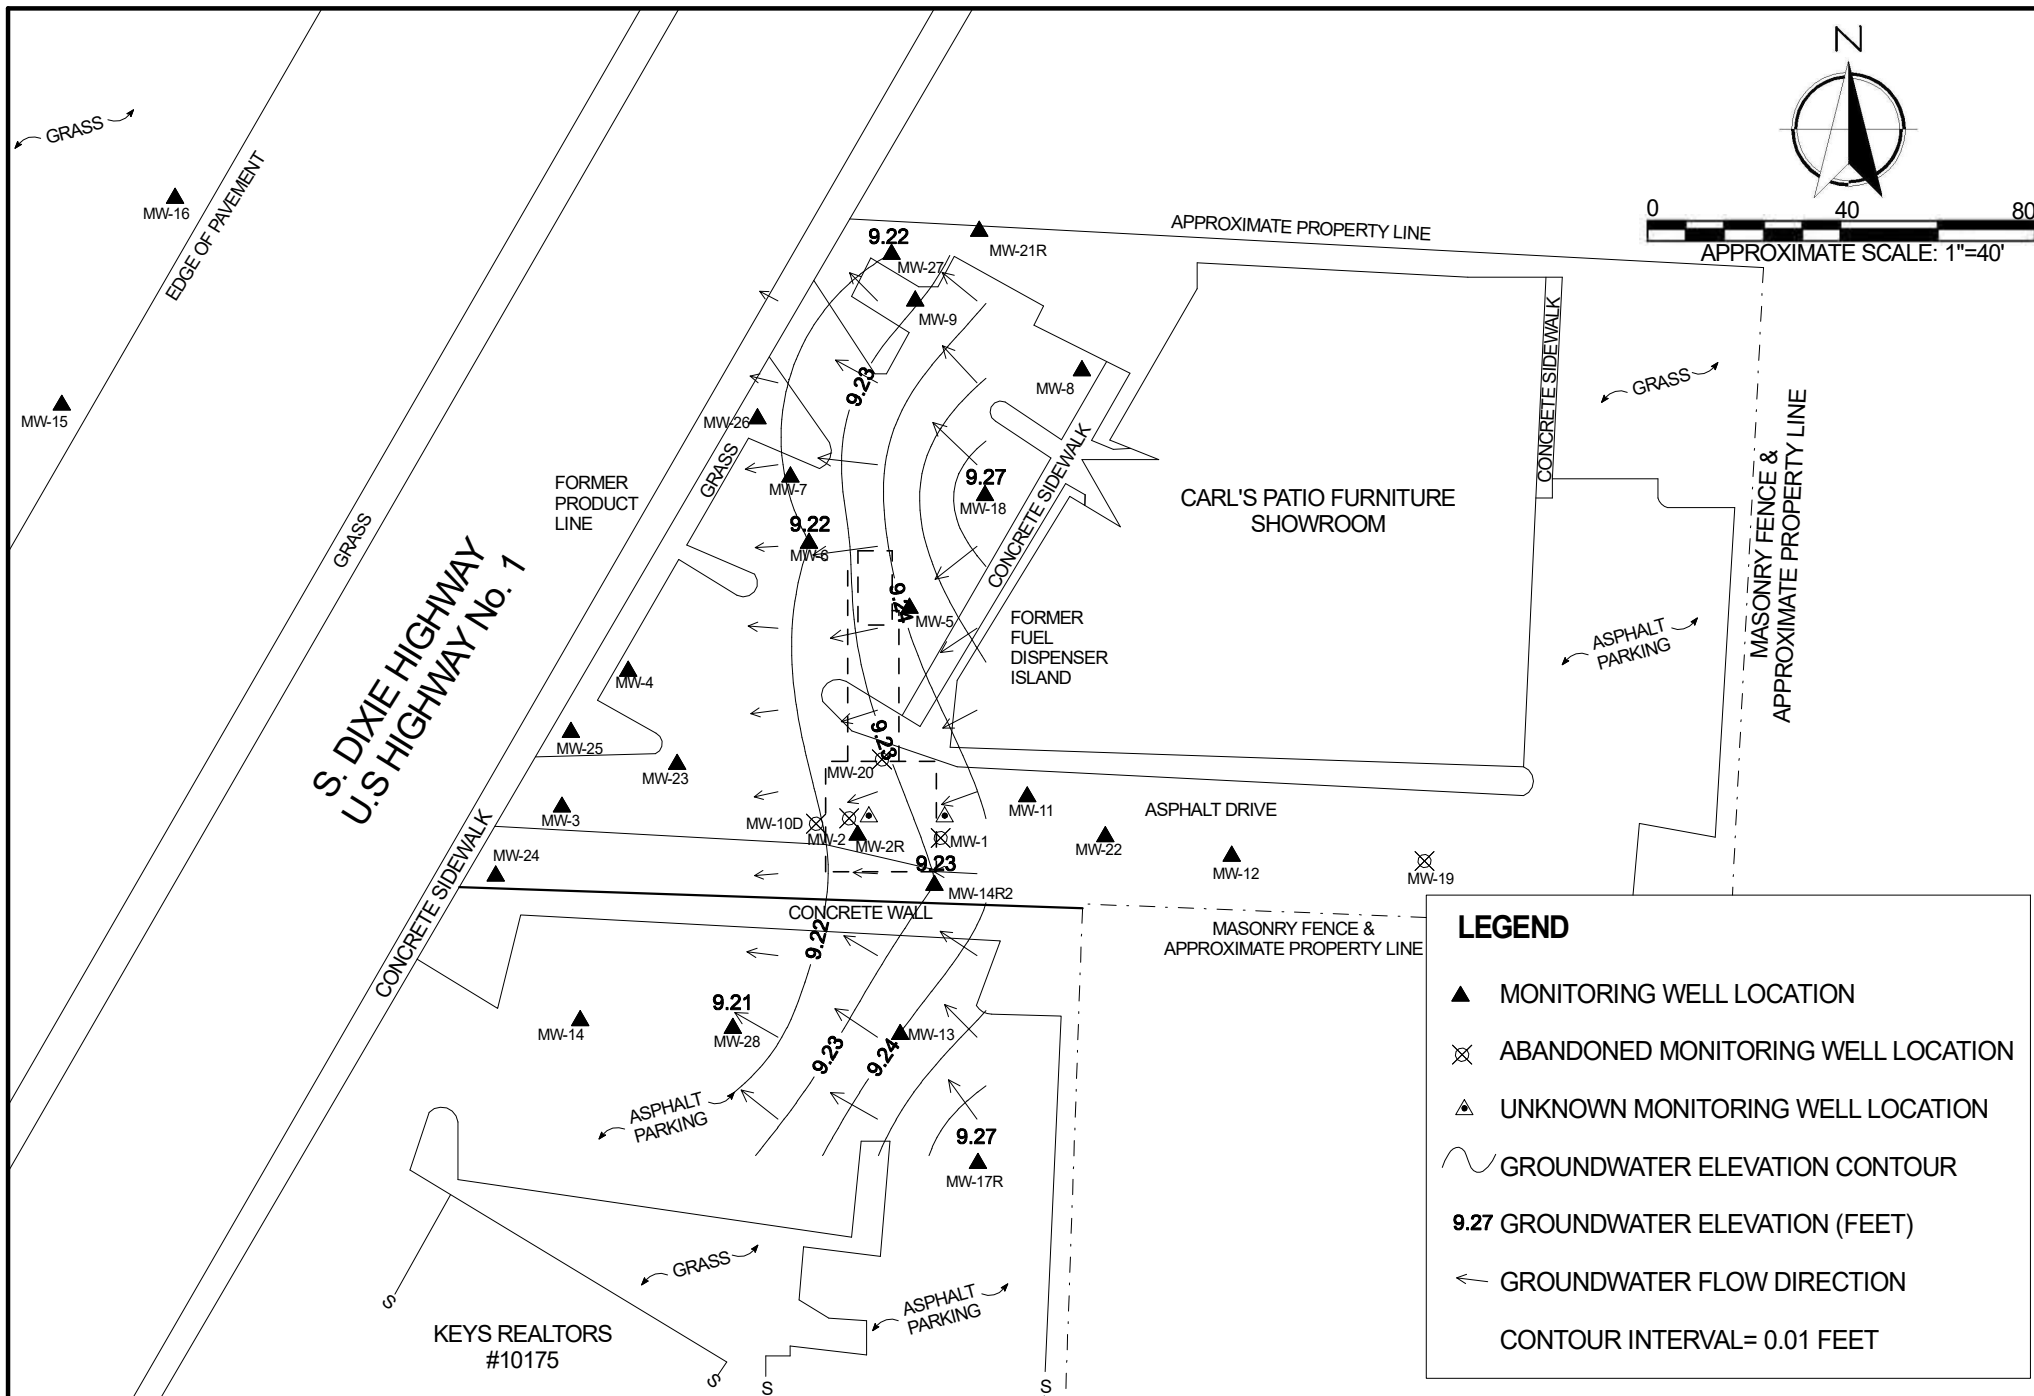 N
0 40 80
APPROXIMATE SCALE: 1"=40'
GRASS
MW-16
EDGE OF PAVEMENT
MW-15
GRASS
S. DIXIE HIGHWAY
U.S HIGHWAY No. 1
CONCRETE SIDEWALK
APPROXIMATE PROPERTY LINE
9.22
MW-27
MW-21R
MW-9
9.23
MW-8
MW-26
GRASS
MW-7
FORMER
PRODUCT
LINE
9.22
MW-6
9.27
MW-18
CONCRETE SIDEWALK
9.24
MW-5
CARL'S PATIO FURNITURE
SHOWROOM
CONCRETE SIDEWALK
GRASS
MASONRY FENCE &
APPROXIMATE PROPERTY LINE
ASPHALT
PARKING
FORMER
FUEL
DISPENSER
ISLAND
MW-4
MW-25
MW-23
9.23
MW-20
MW-3
MW-10D
MW-2
MW-2R
MW-1
MW-11
ASPHALT DRIVE
MW-22
MW-12
MW-19
MW-24
9.23
MW-14R2
CONCRETE WALL
MASONRY FENCE &
APPROXIMATE PROPERTY LINE
9.22
9.21
MW-28
MW-14
9.23
9.24
MW-13
ASPHALT
PARKING
9.27
MW-17R
GRASS
ASPHALT
PARKING
KEYS REALTORS
#10175
S
S
S
S
LEGEND
MONITORING WELL LOCATION
ABANDONED MONITORING WELL LOCATION
UNKNOWN MONITORING WELL LOCATION
GROUNDWATER ELEVATION CONTOUR
9.27 GROUNDWATER ELEVATION (FEET)
GROUNDWATER FLOW DIRECTION
CONTOUR INTERVAL= 0.01 FEET